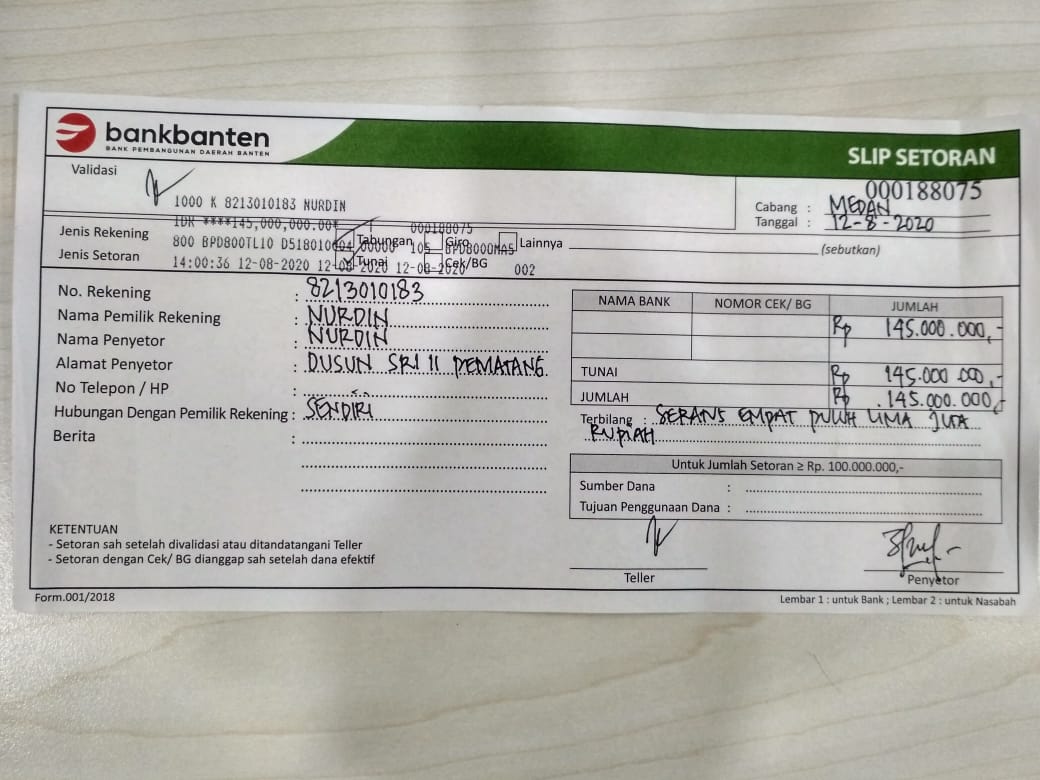 bankbanten
BANK PEMBANGUNAN DAERAH BANTEN
SLIP SETORAN
Validasi
000188075
1000 K 8213010183 NURDIN
Cabang : MEDAN
Tanggal : 12-8-2020
IDR ****145,000,000.00* 000188075
Jenis Rekening Tabungan Giro Lainnya
(sebutkan)
800 BPD800TL10 D518010004 00000 105 BPD8000MAS
Jenis Setoran Tunai Cek/BG
14:00:36 12-08-2020 12-08-2020 12-08-2020 002
No. Rekening : 8213010183
Nama Pemilik Rekening : NURDIN
Nama Penyetor : NURDIN
Alamat Penyetor : DUSUN SRI II PEMATANG
No Telepon / HP :
Hubungan Dengan Pemilik Rekening : SENDIRI
Berita :
NAMA BANK NOMOR CEK/ BG JUMLAH
Rp 145.000.000,-
TUNAI Rp 145.000 000,-
JUMLAH Rp 145.000.000,-
Terbilang : EMPAT PULUH LIMA JUTA
RUPIAH
Untuk Jumlah Setoran ≥ Rp. 100.000.000,-
Sumber Dana :
Tujuan Penggunaan Dana :
KETENTUAN
- Setoran sah setelah divalidasi atau ditandatangani Teller
- Setoran dengan Cek/ BG dianggap sah setelah dana efektif
Teller
Penyetor
Form.001/2018
Lembar 1 : untuk Bank ; Lembar 2 : untuk Nasabah